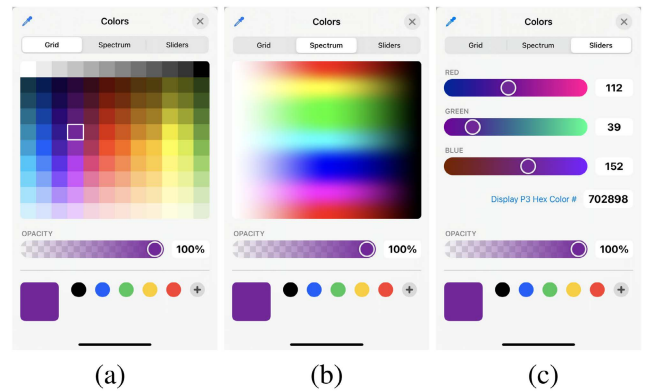 Colors
Grid Spectrum Sliders
OPACITY
100%
(a)
Colors
Grid Spectrum Sliders
OPACITY
100%
(b)
Colors
Grid Spectrum Sliders
RED
112
GREEN
39
BLUE
152
Display P3 Hex Color # 702898
OPACITY
100%
(c)